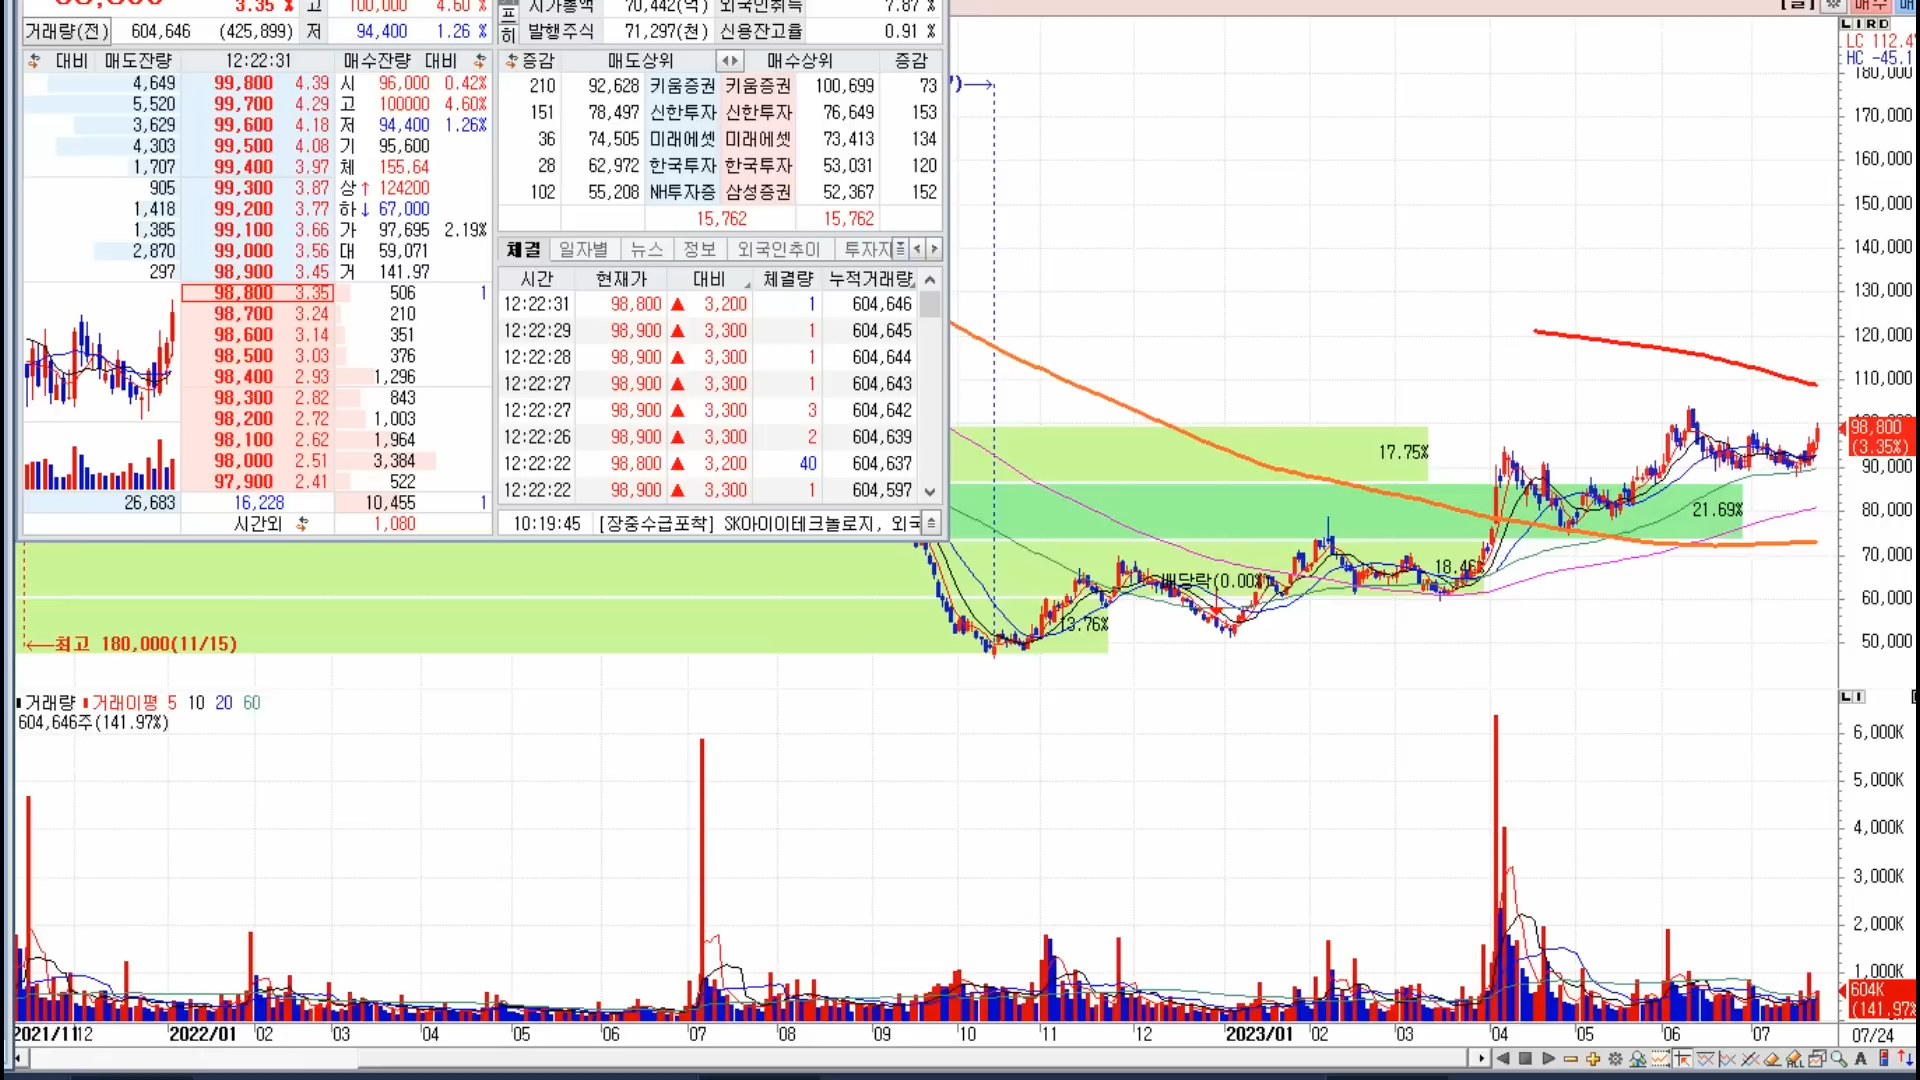 3.35 % 고 100,000 4.60 %
거래량(전) 604,646 (425,899) 저 94,400 1.26 %
시가총액 70,442(억) 외국인취득 7.87 %
히 발행주식 71,297(천) 신용잔고율 0.91 %
대비 매도잔량 12:22:31 매수잔량 대비
4,649 99,800 4.39 시 96,000 0.42%
5,520 99,700 4.29 고 100000 4.60%
3,629 99,600 4.18 저 94,400 1.26%
4,303 99,500 4.08 기 95,600
1,707 99,400 3.97 체 155.64
905 99,300 3.87 상↑ 124200
1,418 99,200 3.77 하↓ 67,000
1,385 99,100 3.66 가 97,695 2.19%
2,870 99,000 3.56 대 59,071
297 98,900 3.45 거 141.97
98,800 3.35 506 1
98,700 3.24 210
98,600 3.14 351
98,500 3.03 376
98,400 2.93 1,296
98,300 2.82 843
98,200 2.72 1,003
98,100 2.62 1,964
98,000 2.51 3,384
97,900 2.41 522
26,683 16,228 10,455 1
시간외 1,080
증감 매도상위 매수상위 증감
210 92,628 키움증권 키움증권 100,699 73
151 78,497 신한투자 신한투자 76,649 153
36 74,505 미래에셋 미래에셋 73,413 134
28 62,972 한국투자 한국투자 53,031 120
102 55,208 NH투자증 삼성증권 52,367 152
15,762 15,762
체결 일자별 뉴스 정보 외국인추이 투자자
시간 현재가 대비 체결량 누적거래량
12:22:31 98,800 ▲ 3,200 1 604,646
12:22:29 98,900 ▲ 3,300 1 604,645
12:22:28 98,900 ▲ 3,300 1 604,644
12:22:27 98,900 ▲ 3,300 1 604,643
12:22:27 98,900 ▲ 3,300 3 604,642
12:22:26 98,900 ▲ 3,300 2 604,639
12:22:22 98,800 ▲ 3,200 40 604,637
12:22:22 98,900 ▲ 3,300 1 604,597
10:19:45 [장중수급포착] SK아이이테크놀로지, 외국
L I R D
LC 112.4
HC -45.1
180,000
170,000
160,000
150,000
140,000
130,000
120,000
110,000
98,800
(3.35%)
90,000
80,000
70,000
60,000
50,000
17.75%
21.69%
18.46%
배당락(0.00%)
13.76%
←최고 180,000(11/15)
거래량 거래이평 5 10 20 60
604,646주(141.97%)
L I
6,000K
5,000K
4,000K
3,000K
2,000K
1,000K
604K
(141.97%
2021/11 12 2022/01 02 03 04 05 06 07 08 09 10 11 12 2023/01 02 03 04 05 06 07 07/24